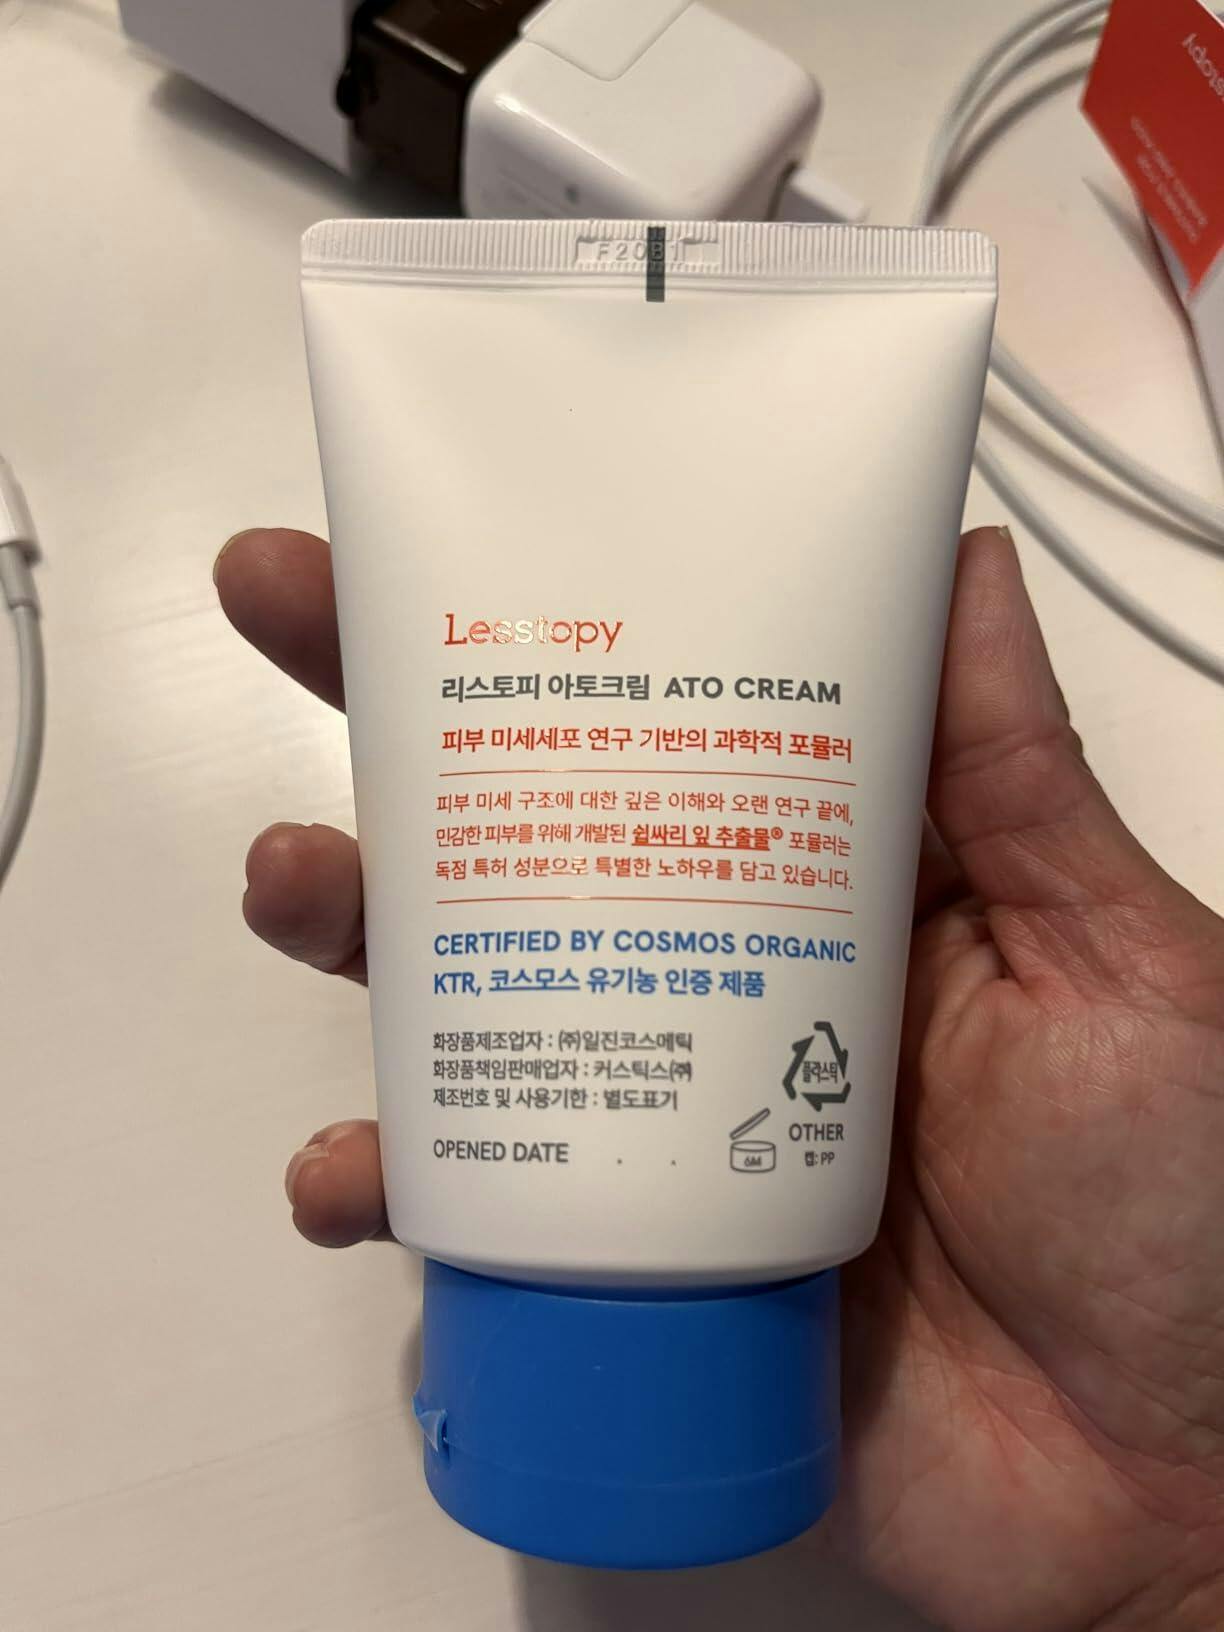 F20B1
Lesstopy
리스토피 아토크림 ATO CREAM
피부 미세세포 연구 기반의 과학적 포뮬러
피부 미세 구조에 대한 깊은 이해와 오랜 연구 끝에,
민감한 피부를 위해 개발된 쉽싸리 잎 추출물® 포뮬러는
독점 특허 성분으로 특별한 노하우를 담고 있습니다.
CERTIFIED BY COSMOS ORGANIC
KTR, 코스모스 유기농 인증 제품
화장품제조업자 : ㈜일진코스메틱
화장품책임판매업자 : 커스틱스㈜
제조번호 및 사용기한 : 별도표기
플라스틱
OTHER
캡: PP
OPENED DATE . .
6M